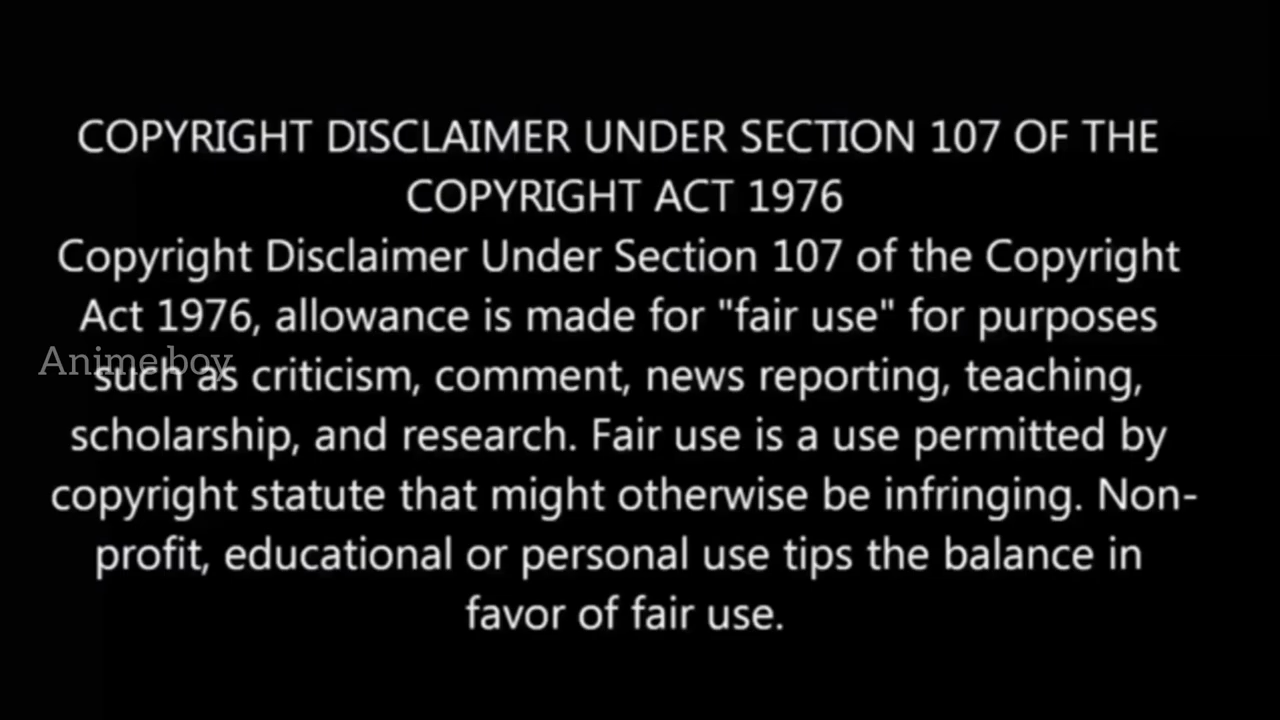 COPYRIGHT DISCLAIMER UNDER SECTION 107 OF THE
COPYRIGHT ACT 1976
Copyright Disclaimer Under Section 107 of the Copyright
Act 1976, allowance is made for "fair use" for purposes
Anime.boy
such as criticism, comment, news reporting, teaching,
scholarship, and research. Fair use is a use permitted by
copyright statute that might otherwise be infringing. Non-
profit, educational or personal use tips the balance in
favor of fair use.